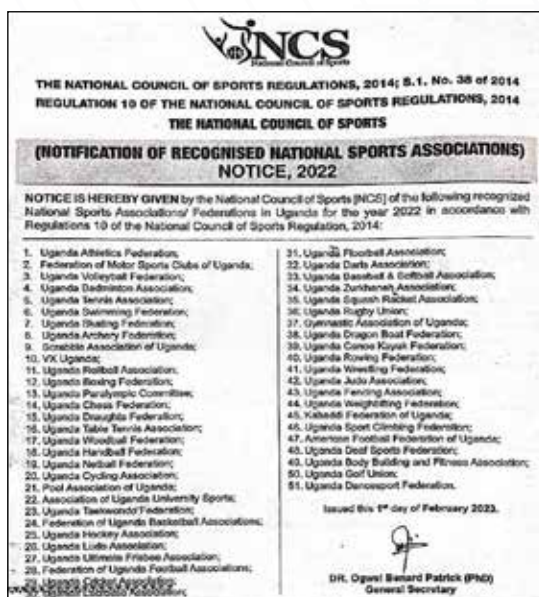 NCS
National Council of Sports
THE NATIONAL COUNCIL OF SPORTS REGULATIONS, 2014; S.1. No. 38 of 2014
REGULATION 10 OF THE NATIONAL COUNCIL OF SPORTS REGULATIONS, 2014
THE NATIONAL COUNCIL OF SPORTS
(NOTIFICATION OF RECOGNISED NATIONAL SPORTS ASSOCIATIONS)
NOTICE, 2022
NOTICE IS HEREBY GIVEN by the National Council of Sports [NCS] of the following recognized
National Sports Associations/ Federations in Uganda for the year 2022 in accordance with
Regulations 10 of the National Council of Sports Regulation, 2014:
1. Uganda Athletics Federation;
2. Federation of Motor Sports Clubs of Uganda;
3. Uganda Volleyball Federation;
4. Uganda Badminton Association;
5. Uganda Tennis Association;
6. Uganda Swimming Federation;
7. Uganda Skating Federation;
8. Uganda Archery Federation;
9. Scrabble Association of Uganda;
10. VX Uganda;
11. Uganda Rollball Association;
12. Uganda Boxing Federation;
13. Uganda Paralympic Committee;
14. Uganda Chess Federation;
15. Uganda Draughts Federation;
16. Uganda Table Tennis Association;
17. Uganda Woodball Federation;
18. Uganda Handball Federation;
19. Uganda Netball Federation;
20. Uganda Cycling Association;
21. Pool Association of Uganda;
22. Association of Uganda University Sports;
23. Uganda Taekwondo Federation;
24. Federation of Uganda Basketball Associations;
25. Uganda Hockey Association;
26. Uganda Ludo Association;
27. Uganda Ultimate Frisbee Association;
28. Federation of Uganda Football Associations;
29. Uganda Cricket Association;
Association;
31. Uganda Floorball Association;
32. Uganda Darts Association;
33. Uganda Baseball & Softball Association;
34. Uganda Zurkhaneh Association;
35. Uganda Squash Racket Association;
36. Uganda Rugby Union;
37. Gymnastic Association of Uganda;
38. Uganda Dragon Boat Federation;
39. Uganda Canoe Kayak Federation;
40. Uganda Rowing Federation;
41. Uganda Wrestling Federation;
42. Uganda Judo Association;
43. Uganda Fencing Association;
44. Uganda Weightlifting Federation;
45. Kabaddi Federation of Uganda;
46. Uganda Sport Climbing Federation;
47. American Football Federation of Uganda;
48. Uganda Deaf Sports Federation;
49. Uganda Body Building and Fitness Association;
50. Uganda Golf Union;
51. Uganda Dancesport Federation.
Issued this 1st day of February 2023.
DR. Ogwel Benard Patrick (PhD)
General Secretary